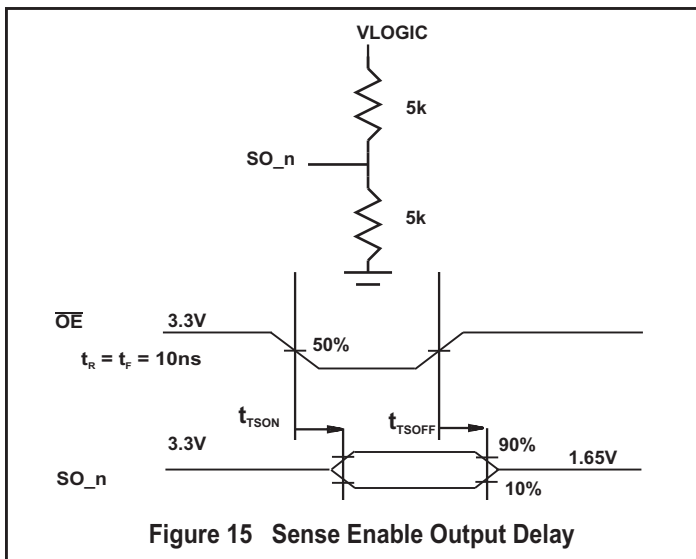 VLOGIC
5k
SO_n
5k
OE
3.3V
50%
tR = tF = 10ns
tTSON
tTSOFF
3.3V
90%
1.65V
SO_n
10%
Figure 15 Sense Enable Output Delay